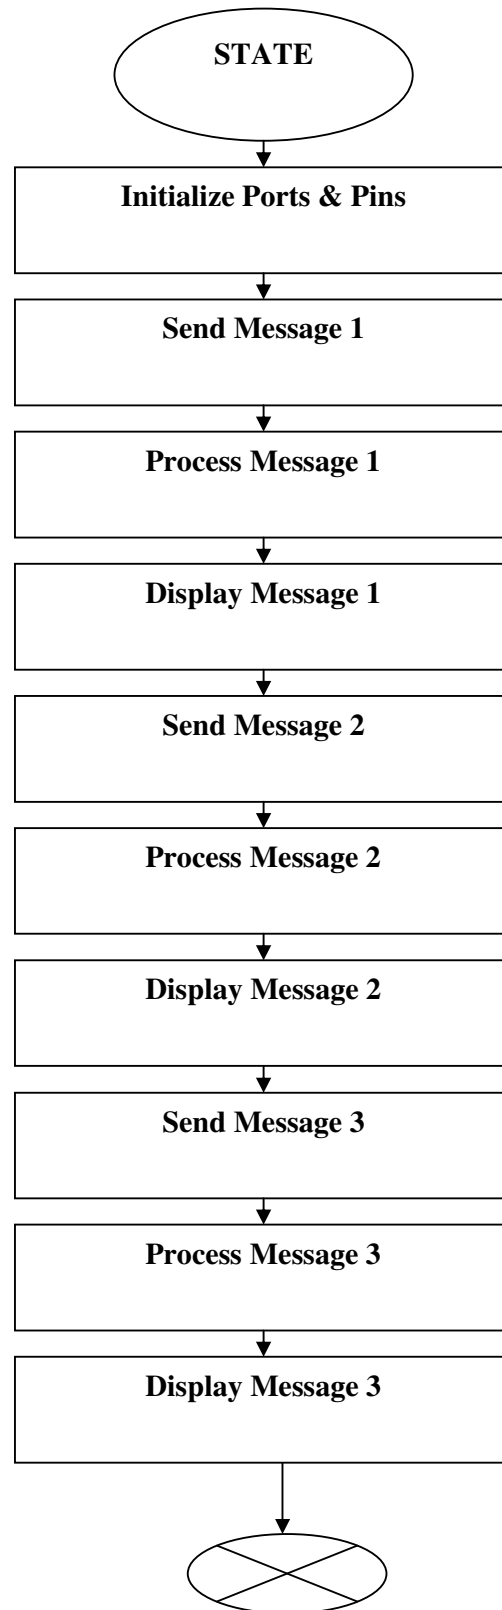 STATE
Initialize Ports & Pins
Send Message 1
Process Message 1
Display Message 1
Send Message 2
Process Message 2
Display Message 2
Send Message 3
Process Message 3
Display Message 3